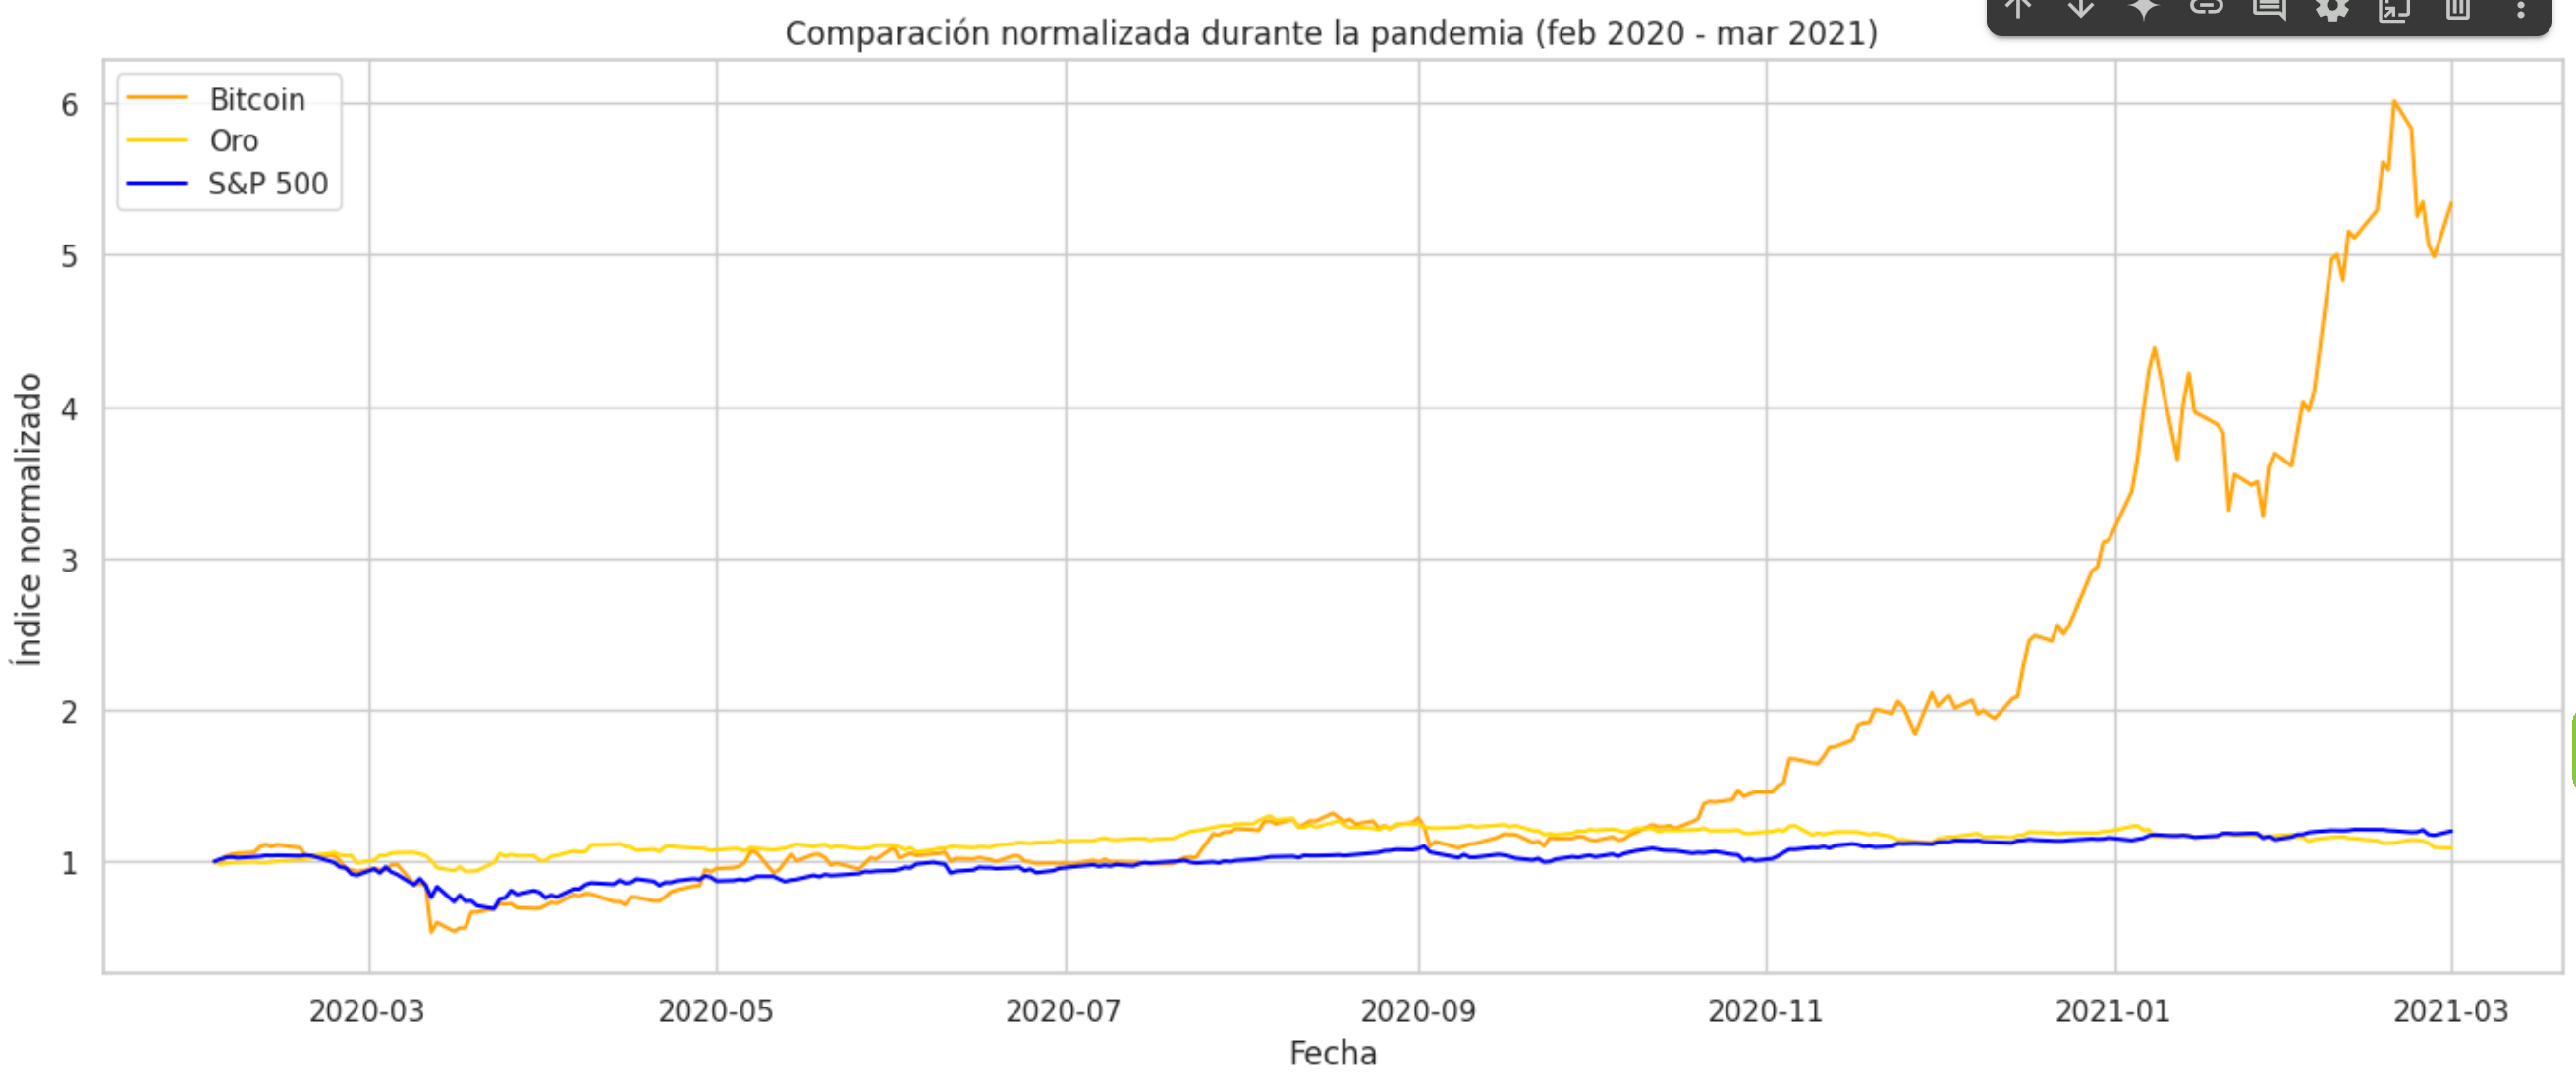 Comparación normalizada durante la pandemia (feb 2020 - mar 2021)
Bitcoin
Oro
S&P 500
6
5
4
3
2
1
Índice normalizado
2020-03
2020-05
2020-07
2020-09
2020-11
2021-01
2021-03
Fecha